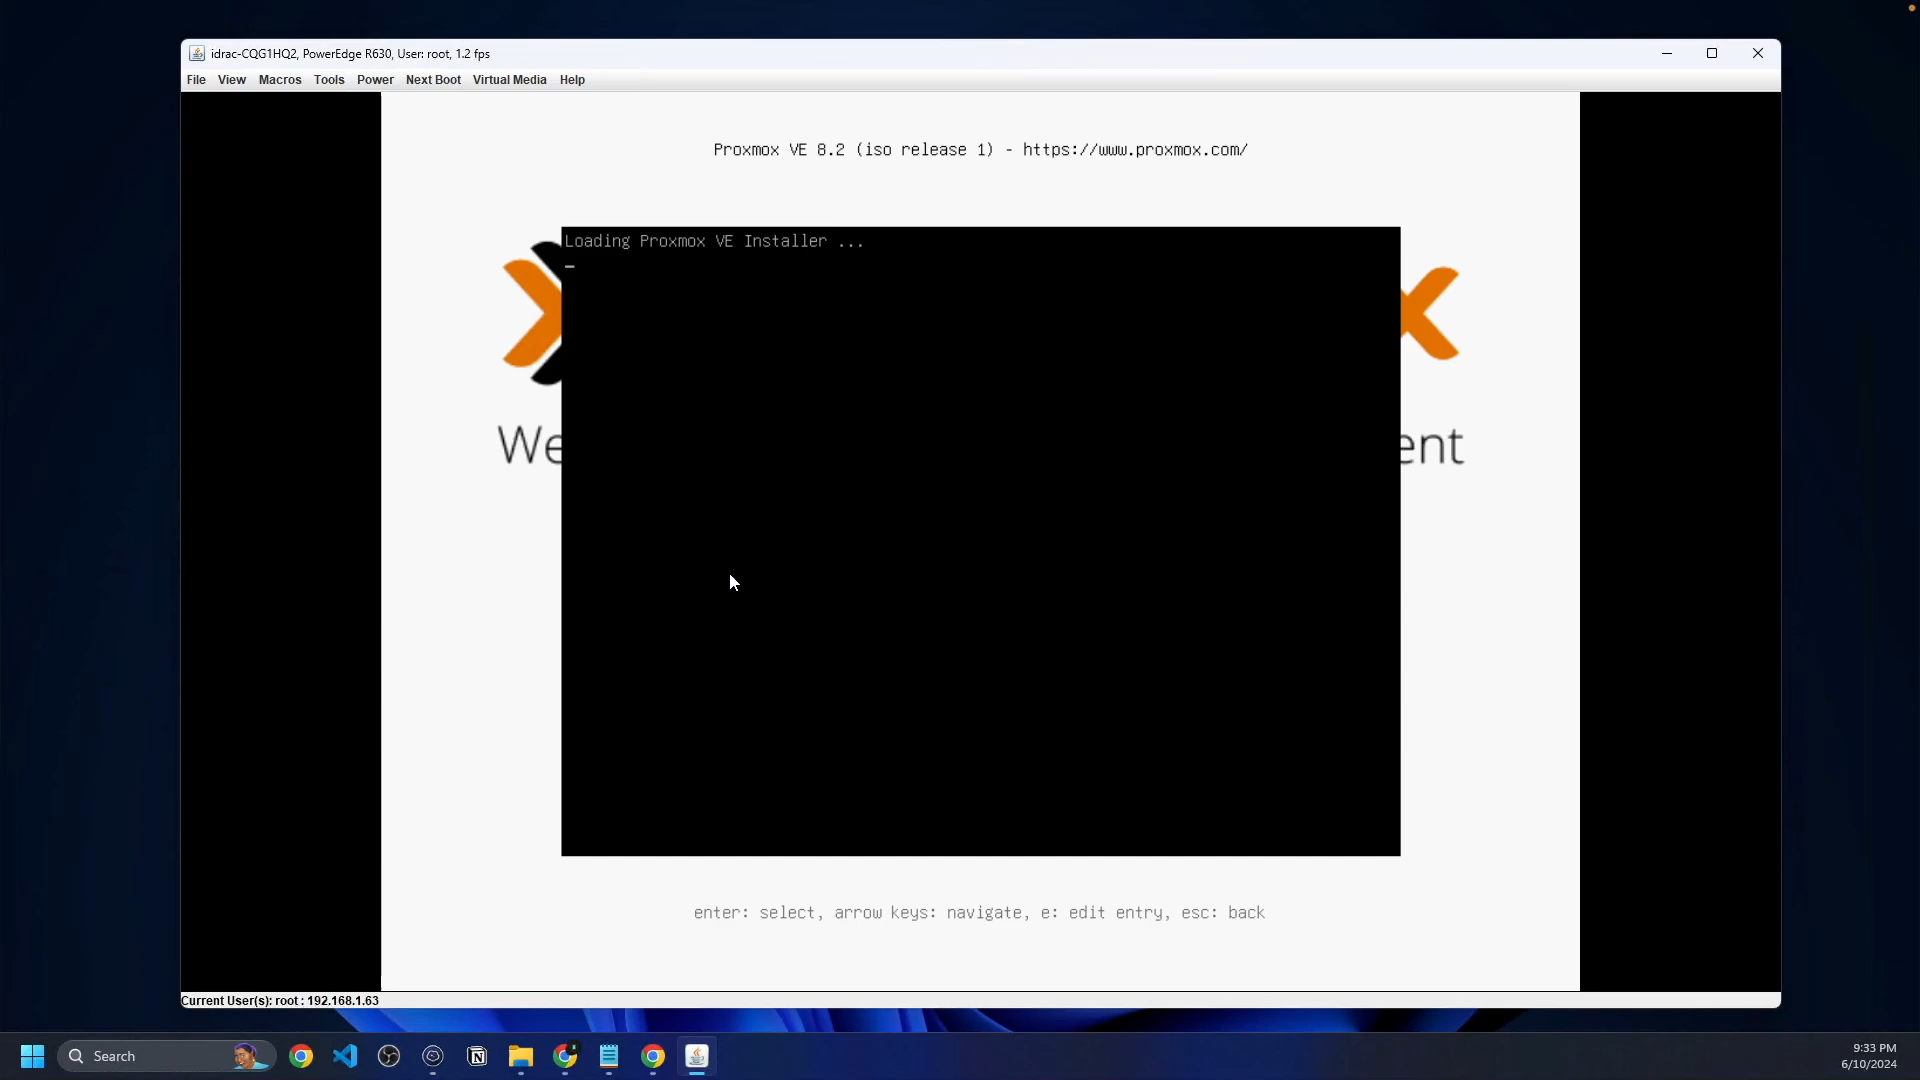 idrac-CQG1HQ2, PowerEdge R630, User: root, 1.2 fps
File View Macros Tools Power Next Boot Virtual Media Help
Proxmox VE 8.2 (iso release 1) - https://www.proxmox.com/
Loading Proxmox VE Installer ...
We
ent
enter: select, arrow keys: navigate, e: edit entry, esc: back
Current User(s): root : 192.168.1.63
Search
9:33 PM
6/10/2024